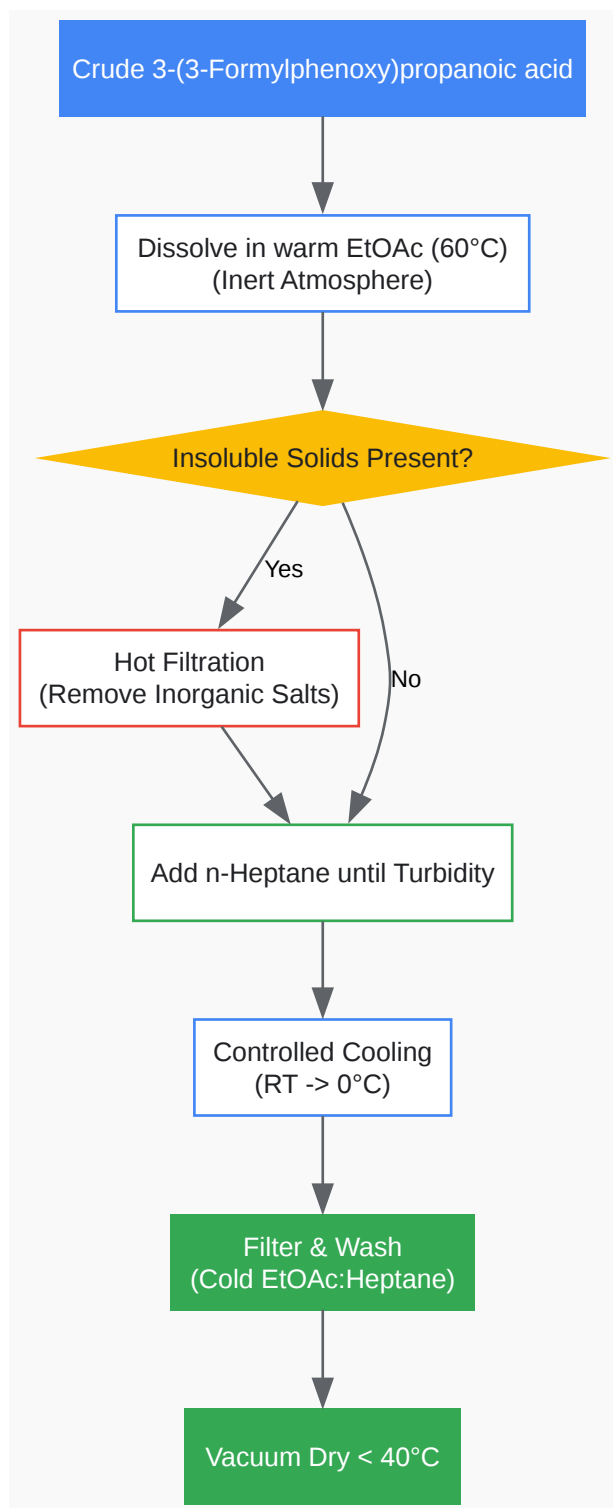 Crude 3-(3-Formylphenoxy)propanoic acid
Dissolve in warm EtOAc (60°C)
(Inert Atmosphere)
Insoluble Solids Present?
Yes
Hot Filtration
(Remove Inorganic Salts)
No
Add n-Heptane until Turbidity
Controlled Cooling
(RT -> 0°C)
Filter & Wash
(Cold EtOAc:Heptane)
Vacuum Dry < 40°C